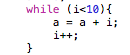 while (i<10){
a = a + i;
i++;
}